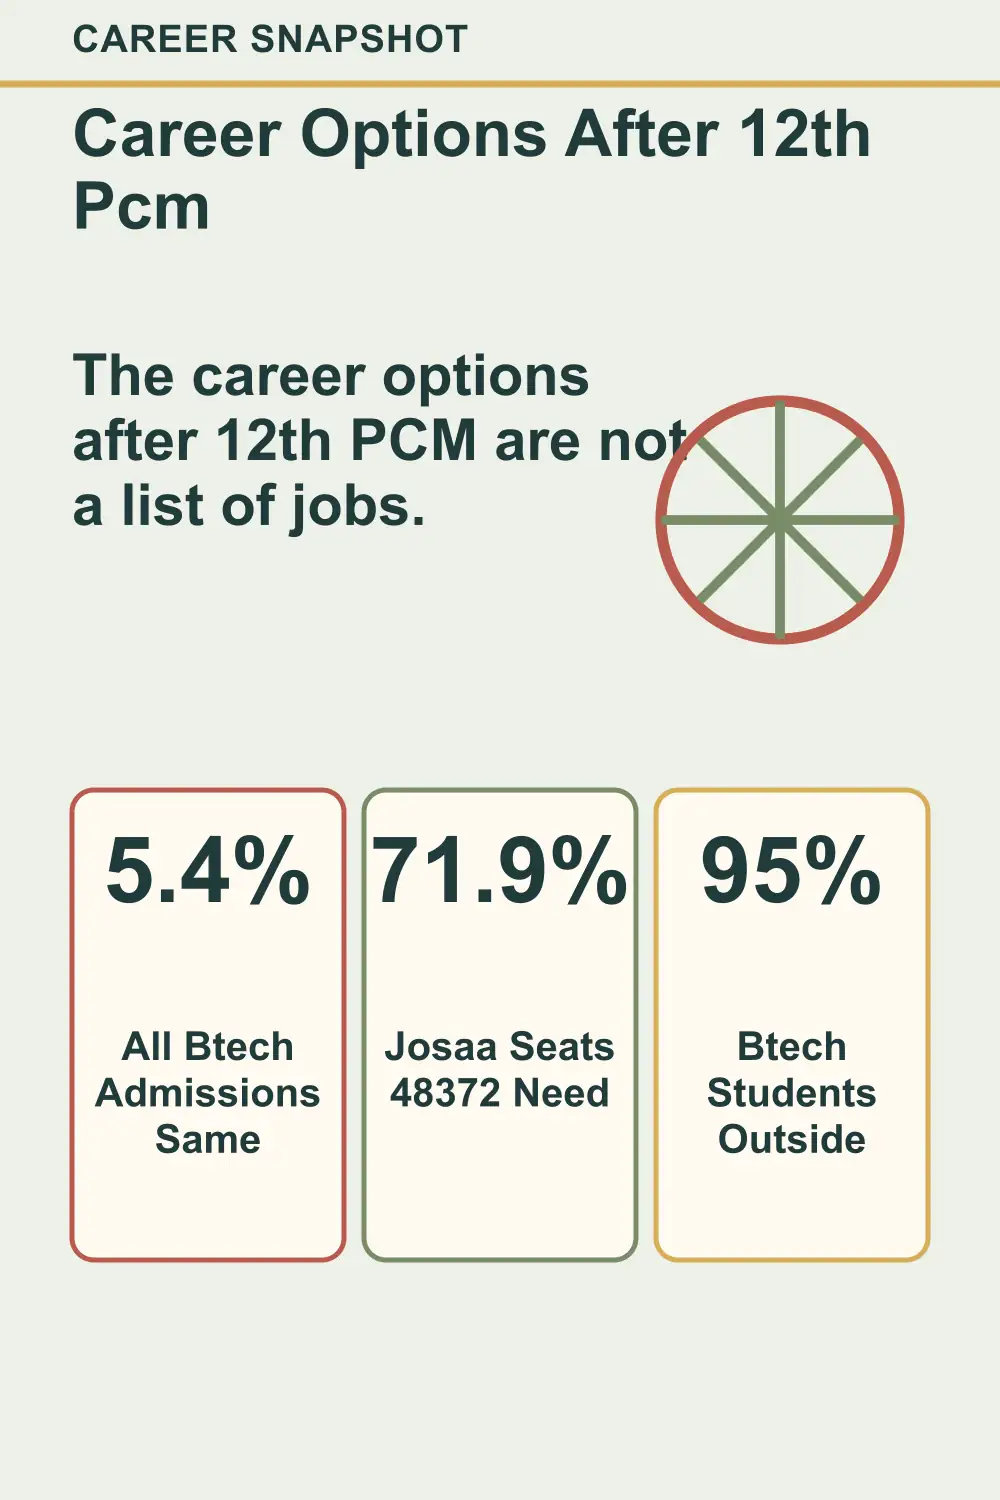 CAREER SNAPSHOT
Career Options After 12th
Pcm
The career options
after 12th PCM are not
a list of jobs.
5.4%
All Btech
Admissions
Same
71.9%
Josaa Seats
48372 Need
95%
Btech
Students
Outside